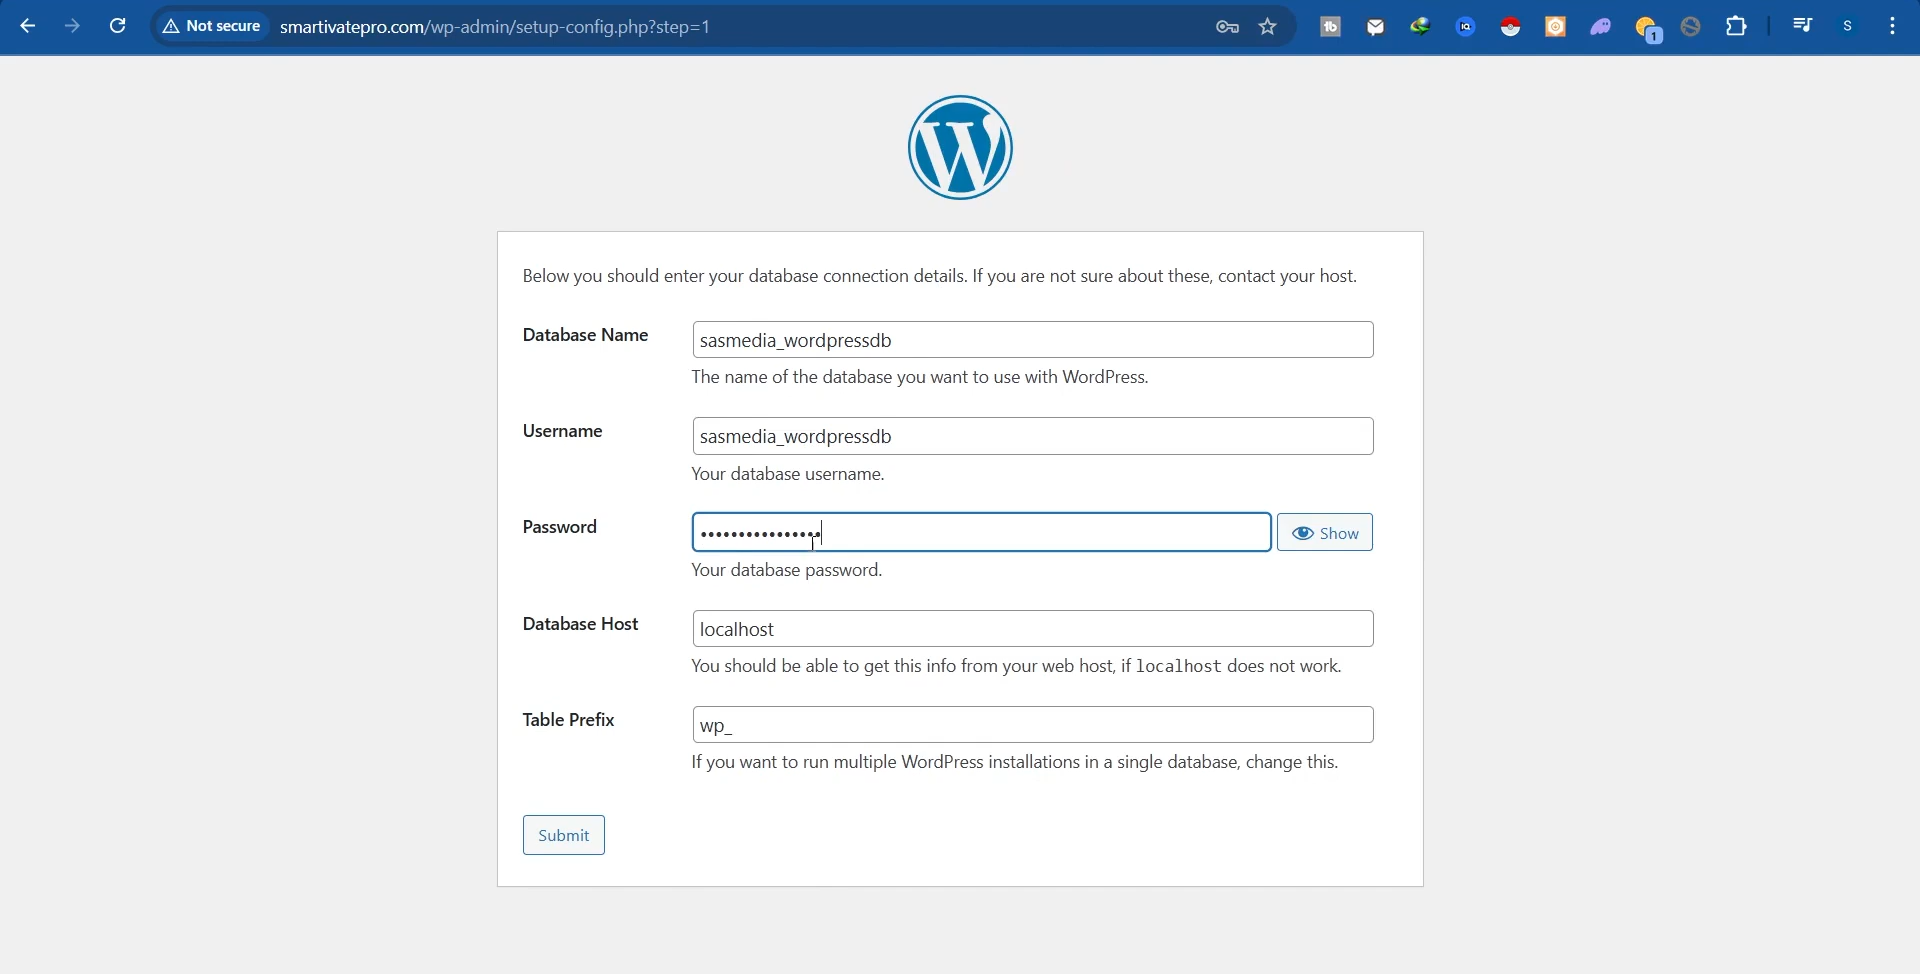 Not secure smartivatepro.com/wp-admin/setup-config.php?step=1
1
S
Below you should enter your database connection details. If you are not sure about these, contact your host.
Database Name
sasmedia_wordpressdb
The name of the database you want to use with WordPress.
Username
sasmedia_wordpressdb
Your database username.
Password
••••••••••••••••
Show
Your database password.
Database Host
localhost
You should be able to get this info from your web host, if localhost does not work.
Table Prefix
wp_
If you want to run multiple WordPress installations in a single database, change this.
Submit